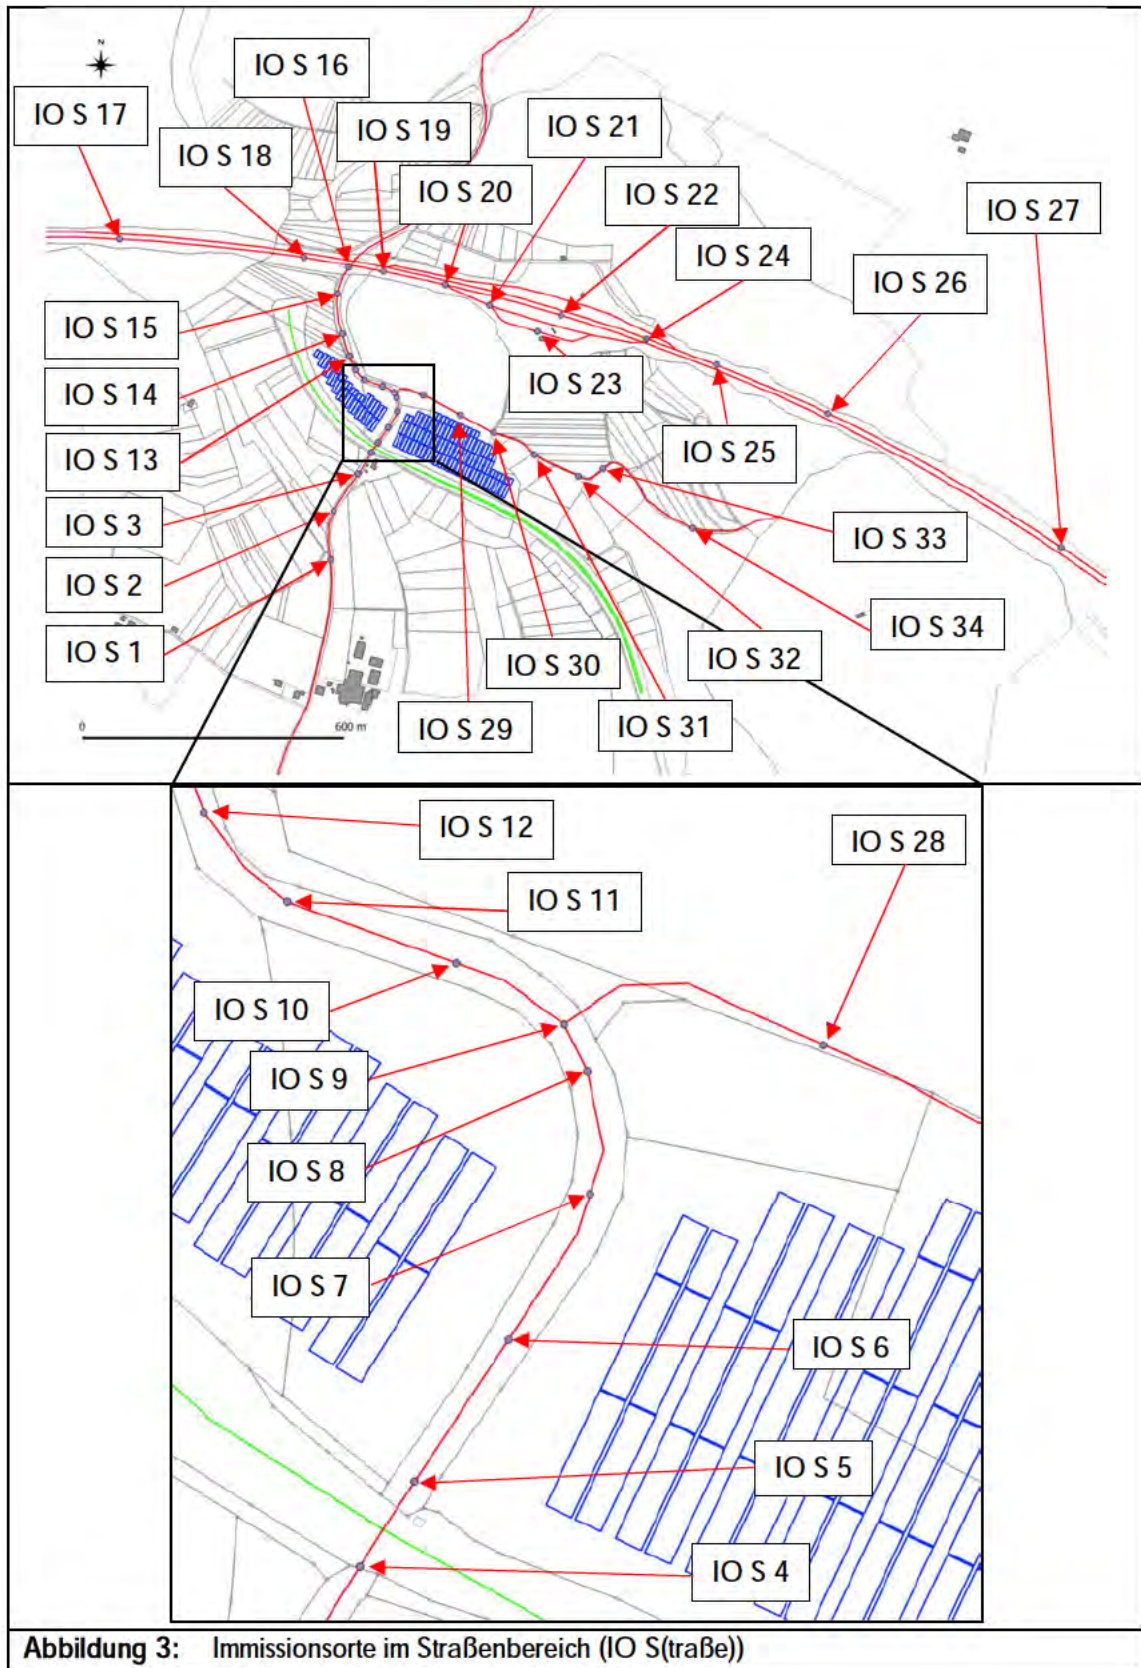 N
IO S 16
IO S 17
IO S 19
IO S 21
IO S 18
IO S 20
IO S 22
IO S 27
IO S 24
IO S 26
IO S 15
IO S 14
IO S 23
IO S 13
IO S 25
IO S 3
IO S 33
IO S 2
IO S 34
IO S 1
IO S 30
IO S 32
IO S 29
IO S 31
0
600 m
IO S 12
IO S 28
IO S 11
IO S 10
IO S 9
IO S 8
IO S 7
IO S 6
IO S 5
IO S 4
Abbildung 3: Immissionsorte im Straßenbereich (IO S(traße))